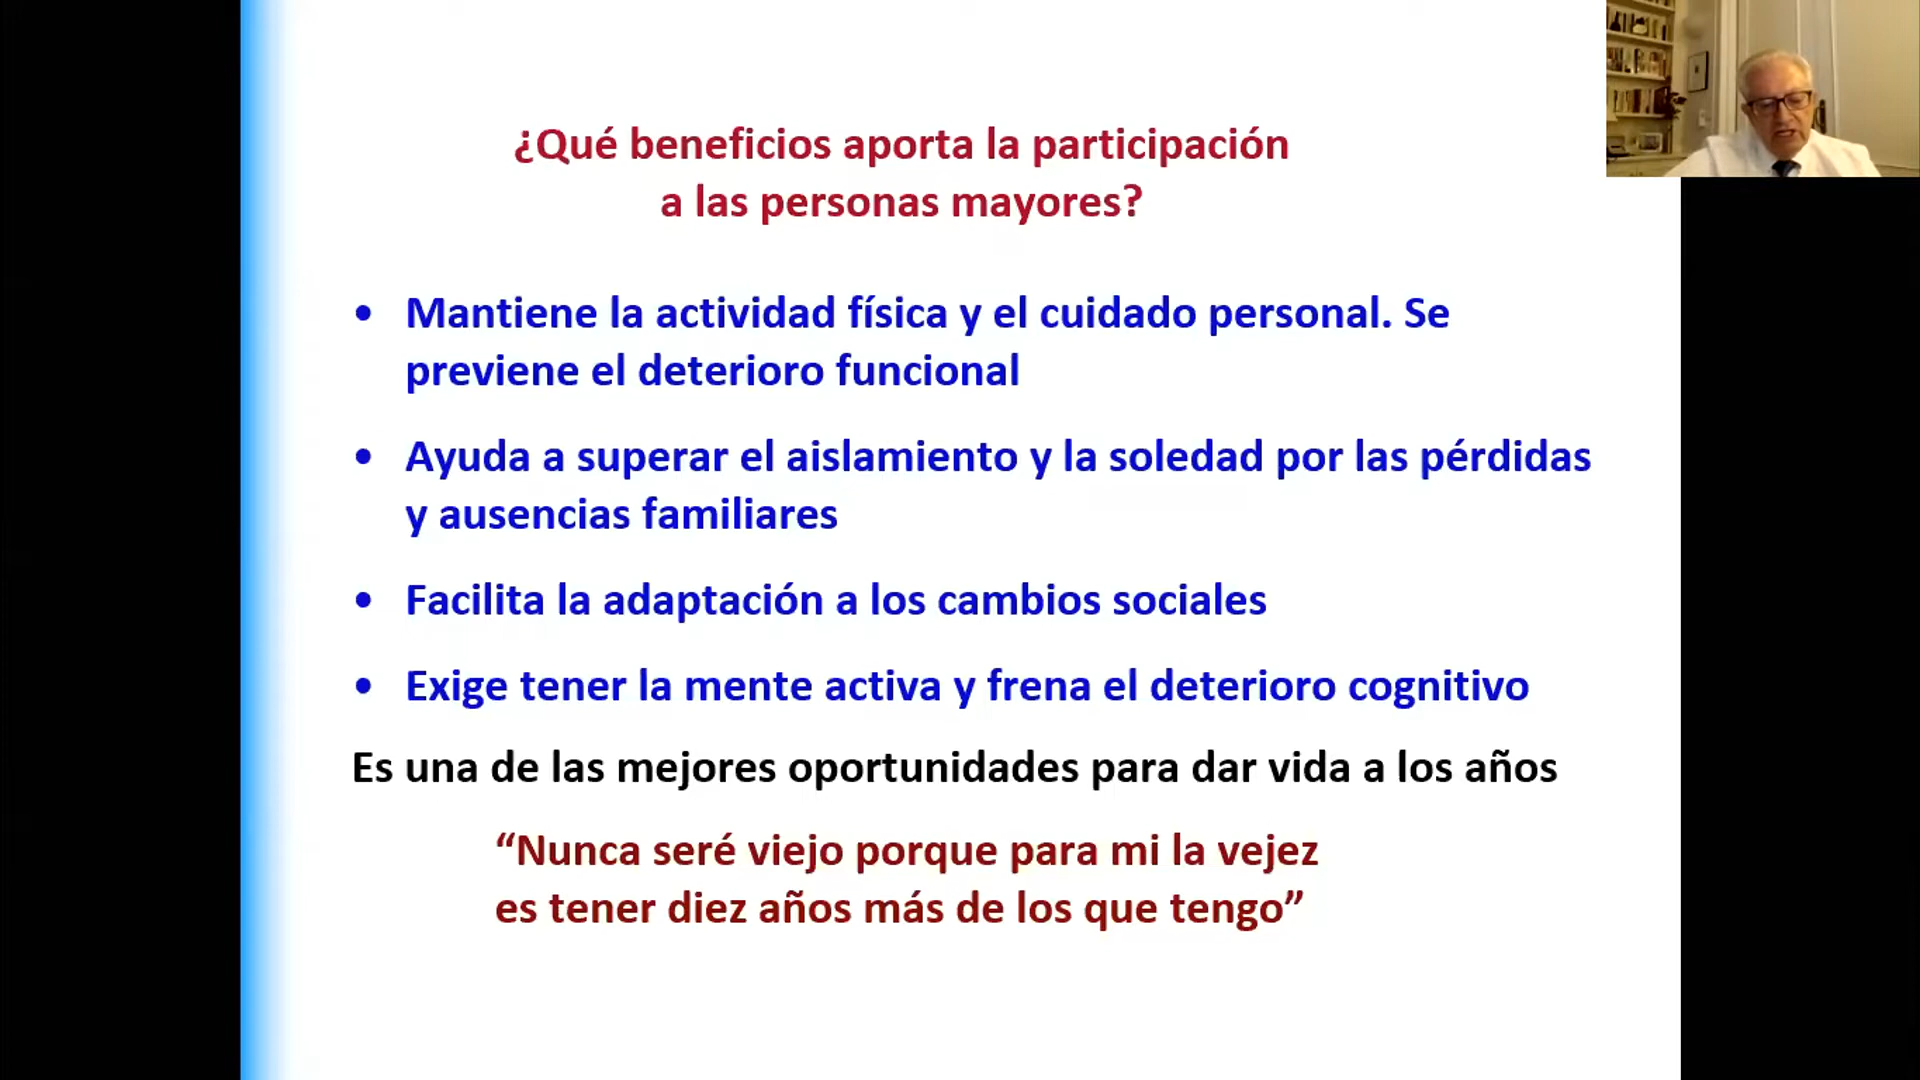 ¿Qué beneficios aporta la participación
a las personas mayores?
• Mantiene la actividad física y el cuidado personal. Se
previene el deterioro funcional
• Ayuda a superar el aislamiento y la soledad por las pérdidas
y ausencias familiares
• Facilita la adaptación a los cambios sociales
• Exige tener la mente activa y frena el deterioro cognitivo
Es una de las mejores oportunidades para dar vida a los años
“Nunca seré viejo porque para mi la vejez
es tener diez años más de los que tengo”